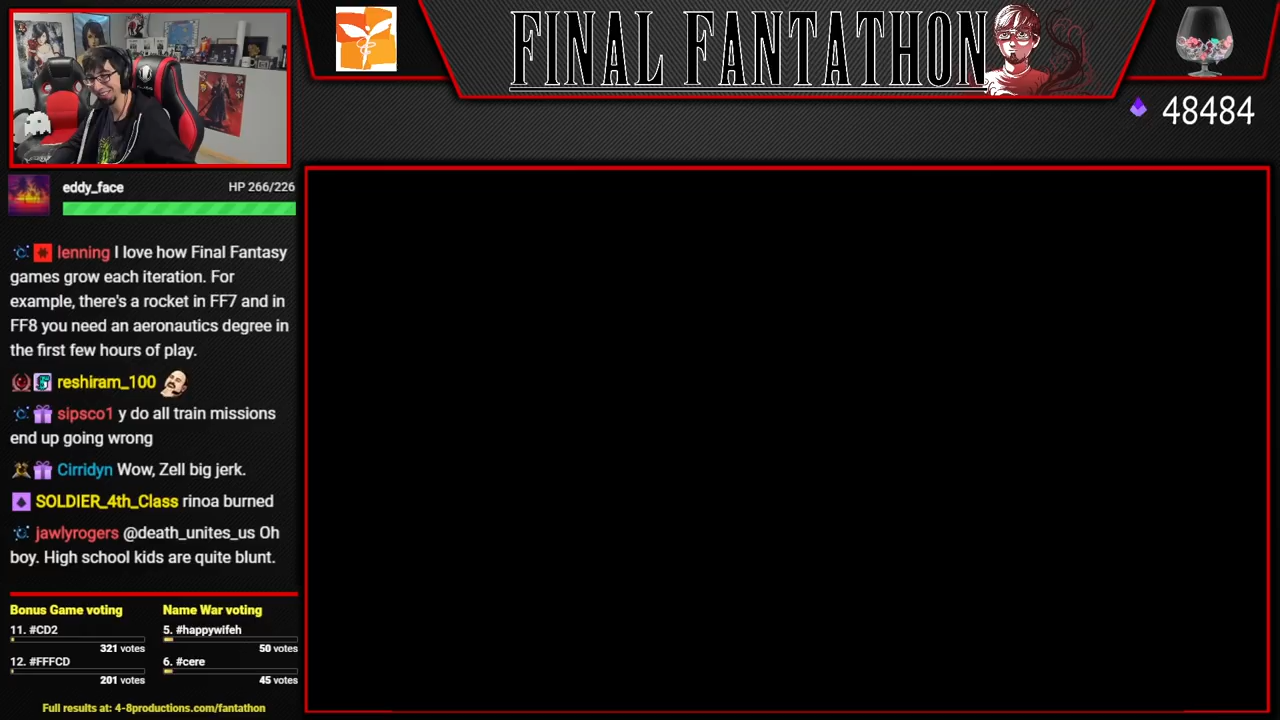 FINAL FANTATHON
48484
eddy_face HP 266/226
lenning I love how Final Fantasy
games grow each iteration. For
example, there's a rocket in FF7 and in
FF8 you need an aeronautics degree in
the first few hours of play.
reshiram_100
sipsco1 y do all train missions
end up going wrong
Cirridyn Wow, Zell big jerk.
SOLDIER_4th_Class rinoa burned
jawlyrogers @death_unites_us Oh
boy. High school kids are quite blunt.
Bonus Game voting
11. #CD2
321 votes
12. #FFFCD
201 votes
Name War voting
5. #happywifeh
50 votes
6. #cere
45 votes
Full results at: 4-8productions.com/fantathon